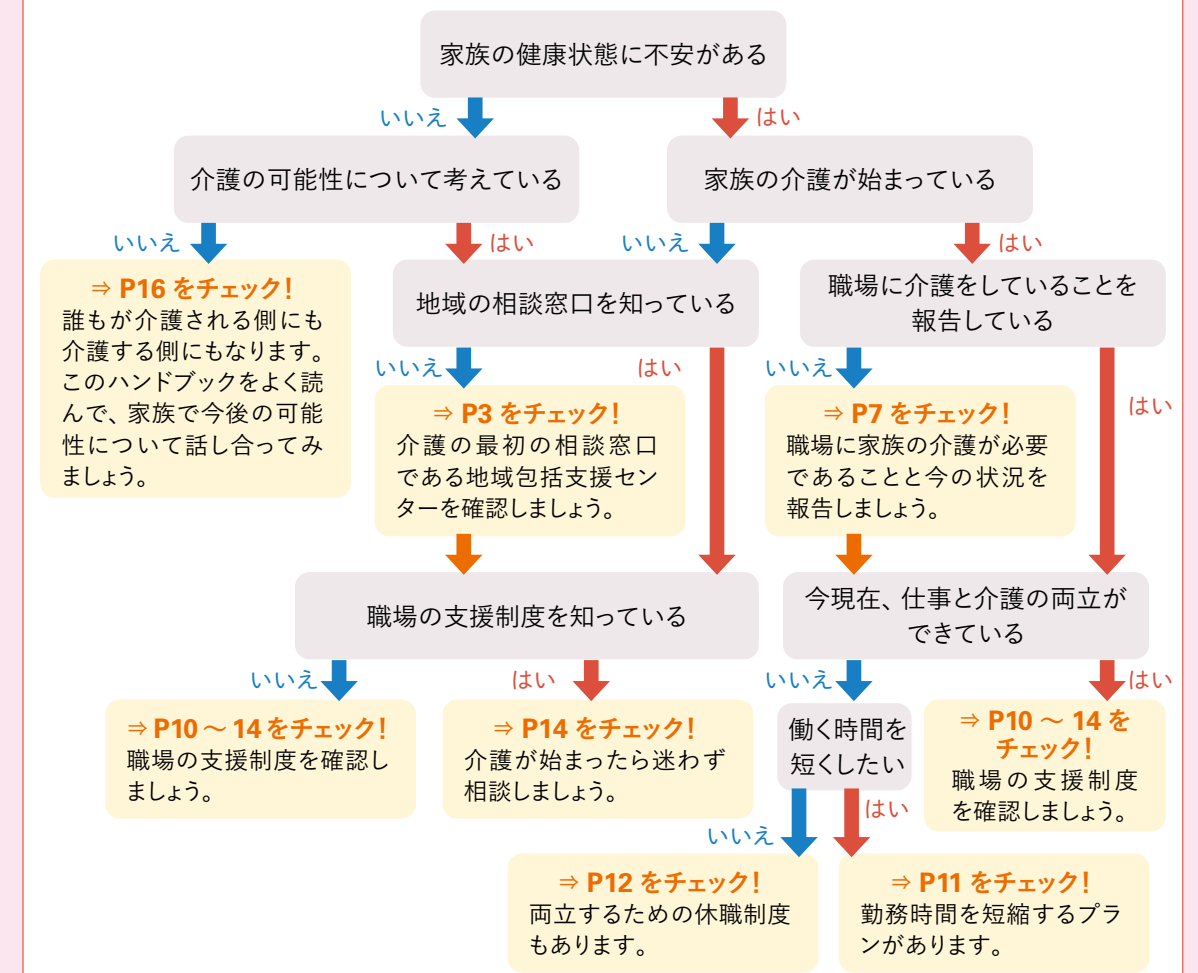 家族の健康状態に不安がある
いいえ
はい
介護の可能性について考えている
家族の介護が始まっている
いいえ
はい
いいえ
はい
⇒ P16 をチェック！
誰もが介護される側にも
介護する側にもなります。
このハンドブックをよく読
んで、家族で今後の可能
性について話し合ってみ
ましょう。
地域の相談窓口を知っている
職場に介護をしていることを
報告している
いいえ
はい
いいえ
はい
⇒ P3 をチェック！
介護の最初の相談窓口
である地域包括支援セン
ターを確認しましょう。
⇒ P7 をチェック！
職場に家族の介護が必要
であることと今の状況を
報告しましょう。
職場の支援制度を知っている
今現在、仕事と介護の両立が
できている
いいえ
はい
いいえ
はい
⇒ P10 ～ 14 をチェック！
職場の支援制度を確認し
ましょう。
⇒ P14 をチェック！
介護が始まったら迷わず
相談しましょう。
働く時間を
短くしたい
⇒ P10 ～ 14 を
チェック！
職場の支援制度
を確認しましょう。
いいえ
はい
⇒ P12 をチェック！
両立するための休職制度
もあります。
⇒ P11 をチェック！
勤務時間を短縮するプラ
ンがあります。